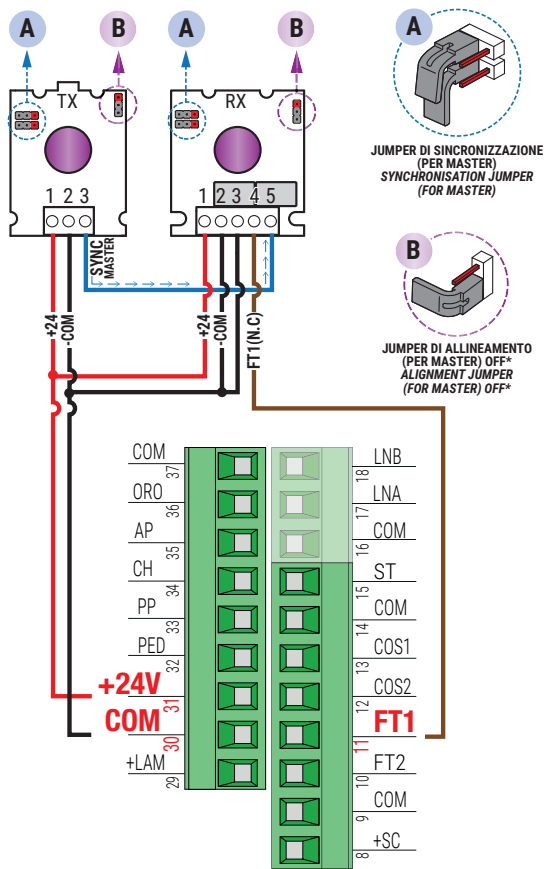 A
B
A
B
TX
RX
1 2 3
1 2 3 4 5
SYNC
MASTER
+24
-COM
+24
-COM
FT1(N.C)
A
JUMPER DI SINCRONIZZAZIONE
(PER MASTER)
SYNCHRONISATION JUMPER
(FOR MASTER)
B
JUMPER DI ALLINEAMENTO
(PER MASTER) OFF*
ALIGNMENT JUMPER
(FOR MASTER) OFF*
COM 37
ORO 36
AP 35
CH 34
PP 33
PED 32
+24V 31
COM 30
+LAM 29
18 LNB
17 LNA
16 COM
15 ST
14 COM
13 COS1
12 COS2
11 FT1
10 FT2
9 COM
8 +SC